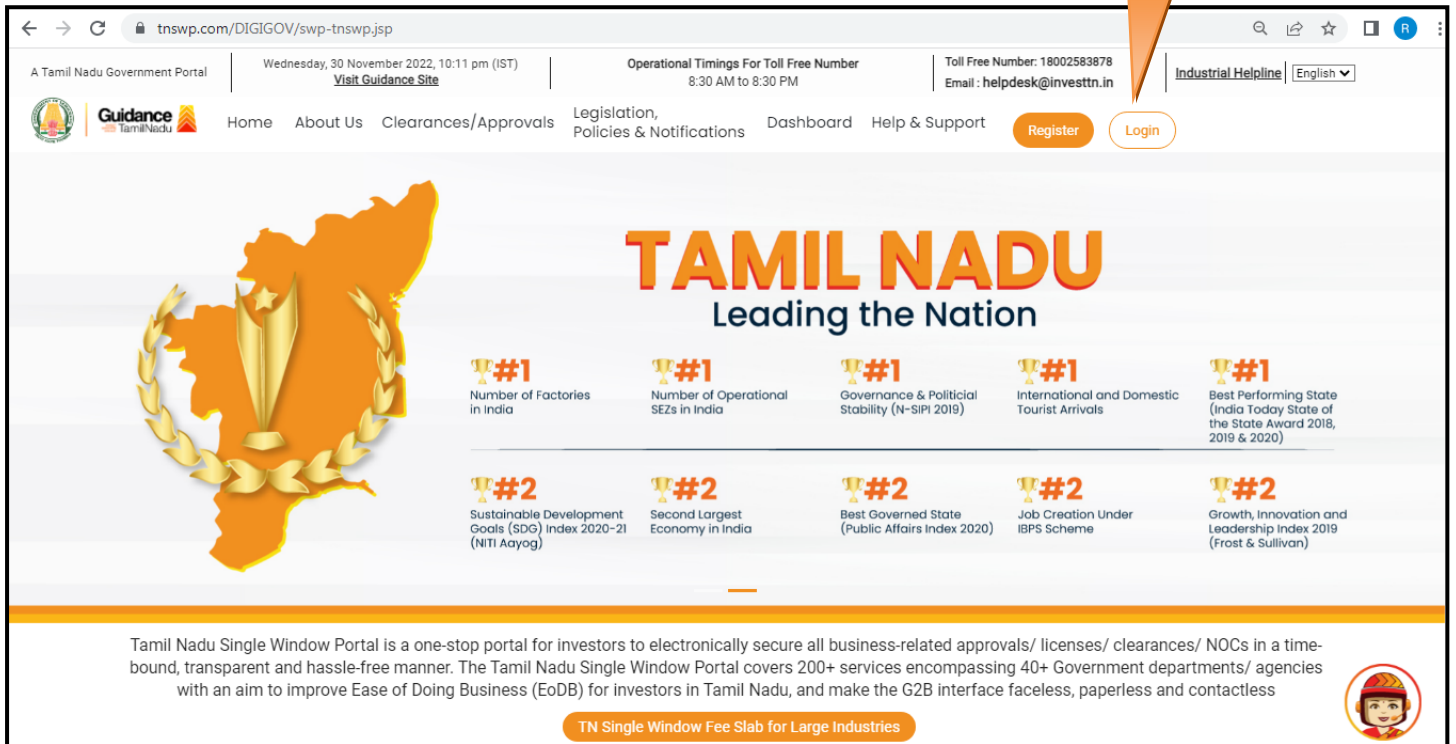 tnswp.com/DIGIGOV/swp-tnswp.jsp
R
A Tamil Nadu Government Portal
Wednesday, 30 November 2022, 10:11 pm (IST)
Visit Guidance Site
Operational Timings For Toll Free Number
8:30 AM to 8:30 PM
Toll Free Number: 18002583878
Email : helpdesk@investtn.in
Industrial Helpline
English
Guidance
TamilNadu
Home
About Us
Clearances/Approvals
Legislation,
Policies & Notifications
Dashboard
Help & Support
Register
Login
TAMIL NADU
Leading the Nation
#1
Number of Factories
in India
#1
Number of Operational
SEZs in India
#1
Governance & Politicial
Stability (N-SIPI 2019)
#1
International and Domestic
Tourist Arrivals
#1
Best Performing State
(India Today State of
the State Award 2018,
2019 & 2020)
#2
Sustainable Development
Goals (SDG) Index 2020-21
(NITI Aayog)
#2
Second Largest
Economy in India
#2
Best Governed State
(Public Affairs Index 2020)
#2
Job Creation Under
IBPS Scheme
#2
Growth, Innovation and
Leadership Index 2019
(Frost & Sullivan)
Tamil Nadu Single Window Portal is a one-stop portal for investors to electronically secure all business-related approvals/ licenses/ clearances/ NOCs in a time-
bound, transparent and hassle-free manner. The Tamil Nadu Single Window Portal covers 200+ services encompassing 40+ Government departments/ agencies
with an aim to improve Ease of Doing Business (EoDB) for investors in Tamil Nadu, and make the G2B interface faceless, paperless and contactless
TN Single Window Fee Slab for Large Industries